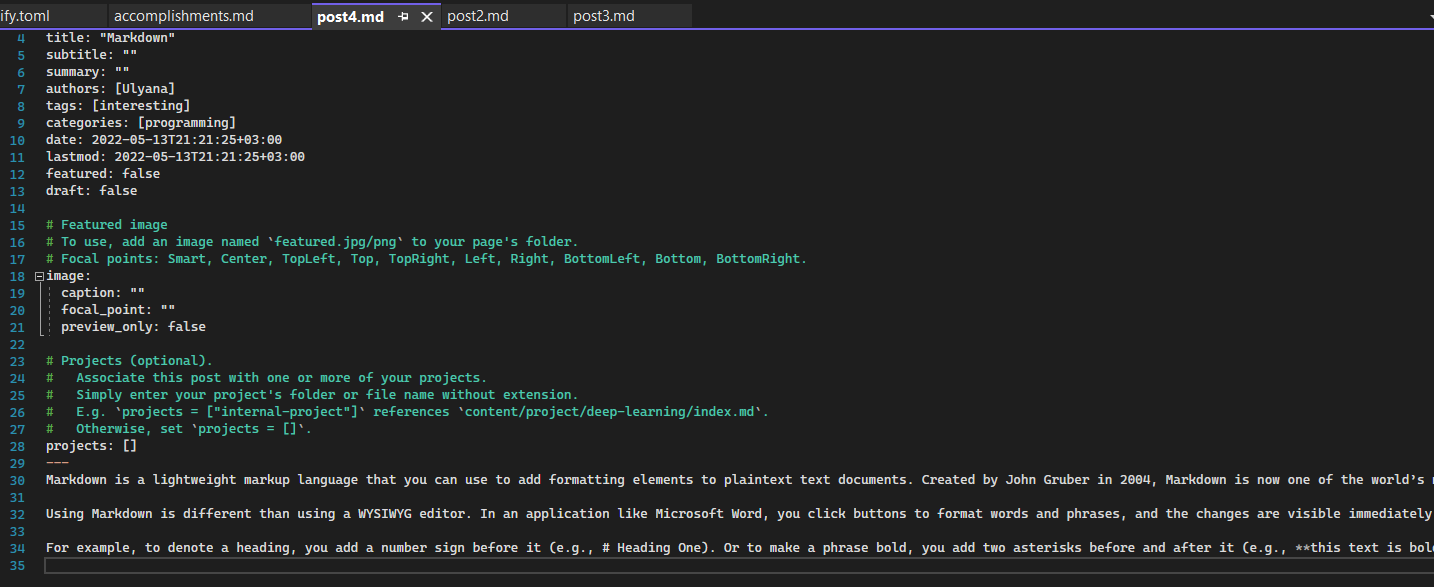 ify.toml accomplishments.md post4.md post2.md post3.md
4 title: "Markdown"
5 subtitle: ""
6 summary: ""
7 authors: [Ulyana]
8 tags: [interesting]
9 categories: [programming]
10 date: 2022-05-13T21:21:25+03:00
11 lastmod: 2022-05-13T21:21:25+03:00
12 featured: false
13 draft: false
14
15 # Featured image
16 # To use, add an image named `featured.jpg/png` to your page's folder.
17 # Focal points: Smart, Center, TopLeft, Top, TopRight, Left, Right, BottomLeft, Bottom, BottomRight.
18 image:
19 caption: ""
20 focal_point: ""
21 preview_only: false
22
23 # Projects (optional).
24 #   Associate this post with one or more of your projects.
25 #   Simply enter your project's folder or file name without extension.
26 #   E.g. `projects = ["internal-project"]` references `content/project/deep-learning/index.md`.
27 #   Otherwise, set `projects = []`.
28 projects: []
29 ---
30 Markdown is a lightweight markup language that you can use to add formatting elements to plaintext text documents. Created by John Gruber in 2004, Markdown is now one of the world’s
31
32 Using Markdown is different than using a WYSIWYG editor. In an application like Microsoft Word, you click buttons to format words and phrases, and the changes are visible immediately
33
34 For example, to denote a heading, you add a number sign before it (e.g., # Heading One). Or to make a phrase bold, you add two asterisks before and after it (e.g., **this text is bol
35